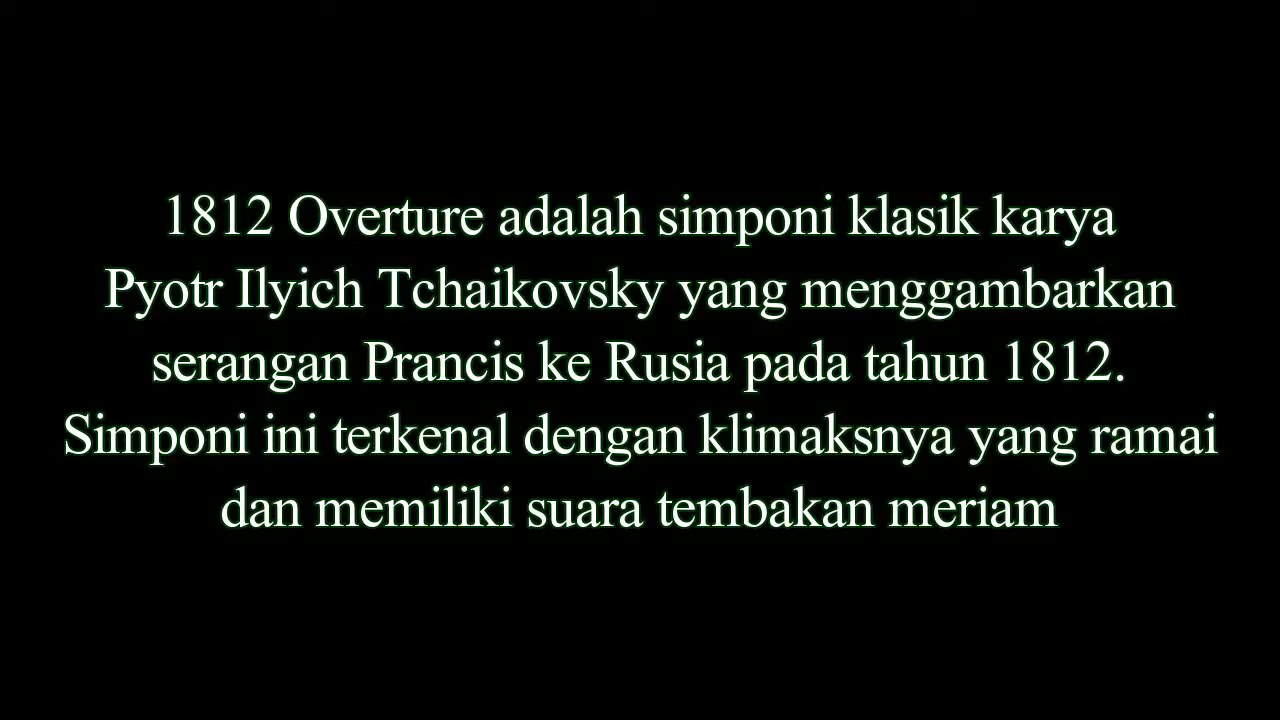 1812 Overture adalah simponi klasik karya
Pyotr Ilyich Tchaikovsky yang menggambarkan
serangan Prancis ke Rusia pada tahun 1812.
Simponi ini terkenal dengan klimaksnya yang ramai
dan memiliki suara tembakan meriam